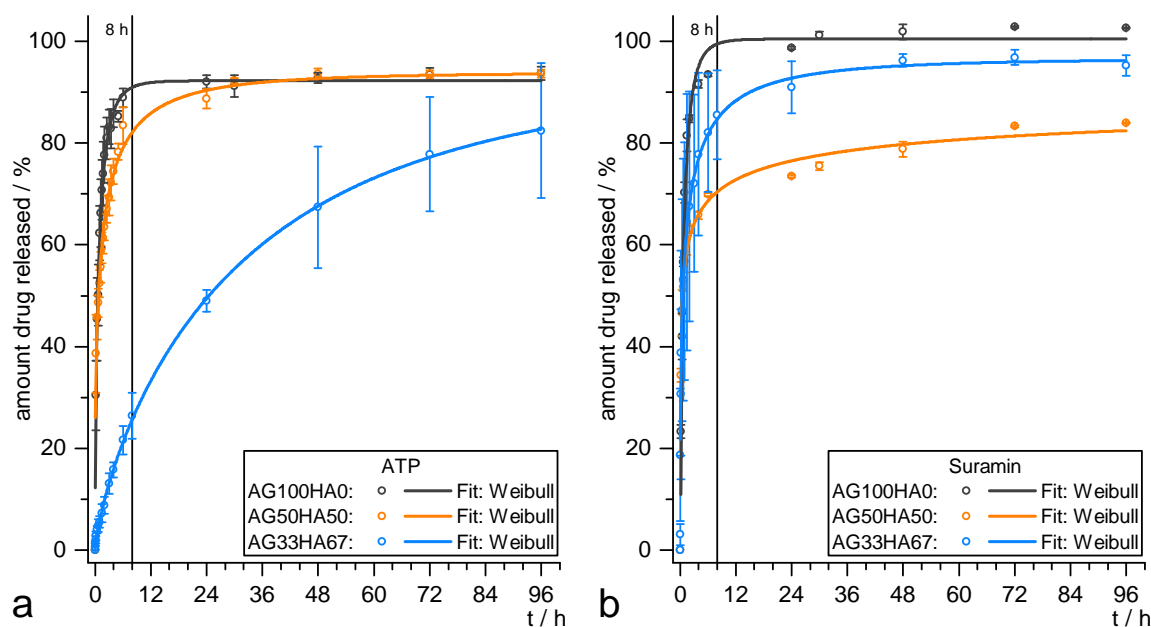 8 h
100
80
60
40
20
0
amount drug released / %
ATP
AG100HA0: Fit: Weibull
AG50HA50: Fit: Weibull
AG33HA67: Fit: Weibull
0 12 24 36 48 60 72 84 96
t / h
a
8 h
100
80
60
40
20
0
amount drug released / %
Suramin
AG100HA0: Fit: Weibull
AG50HA50: Fit: Weibull
AG33HA67: Fit: Weibull
0 12 24 36 48 60 72 84 96
t / h
b